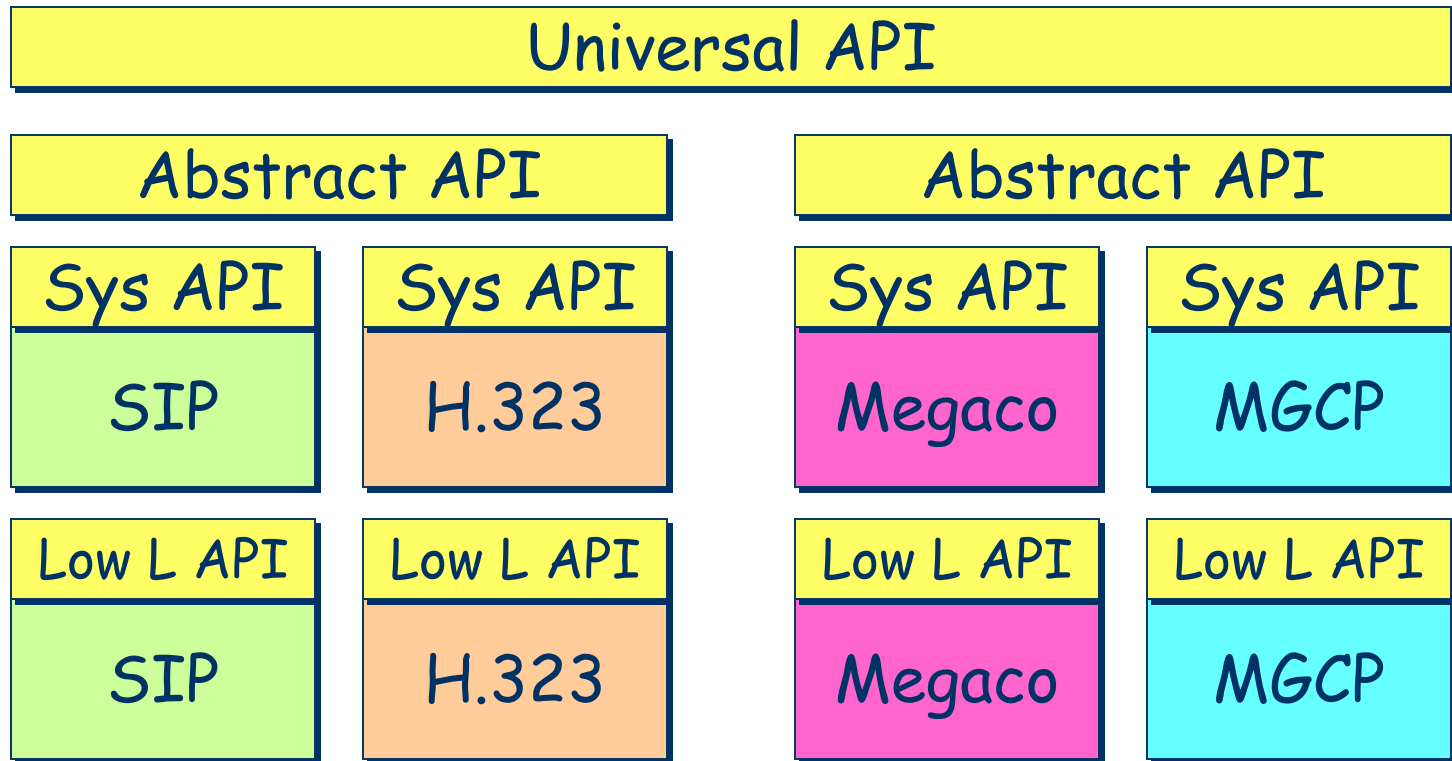 Universal API
Abstract API
Abstract API
Sys API
Sys API
Sys API
Sys API
SIP
H.323
Megaco
MGCP
Low L API
Low L API
Low L API
Low L API
SIP
H.323
Megaco
MGCP